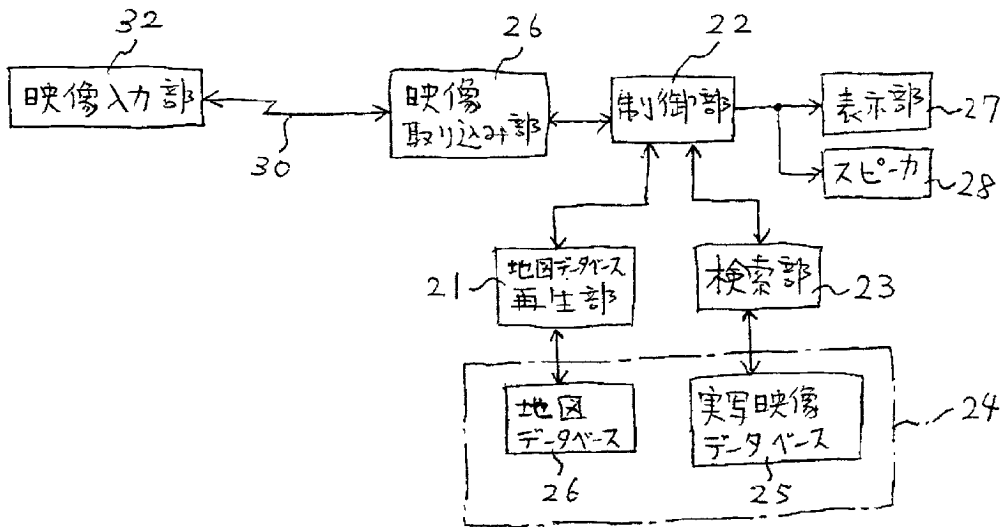 32
映像入力部
30
26
映像
取り込み部
22
制御部
表示部
27
スピーカ
28
21
地図データベース
再生部
検索部
23
地図
データベース
26
実写映像
データベース
25
24